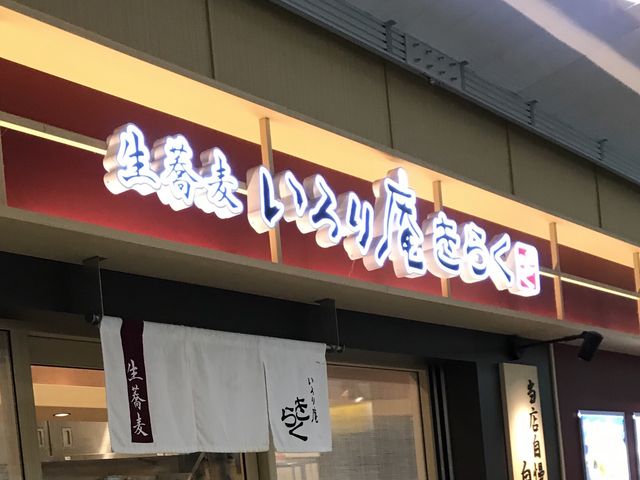 生蕎麦 いろり庵 きらく
生蕎麦
いろり庵
きらく
当店自慢